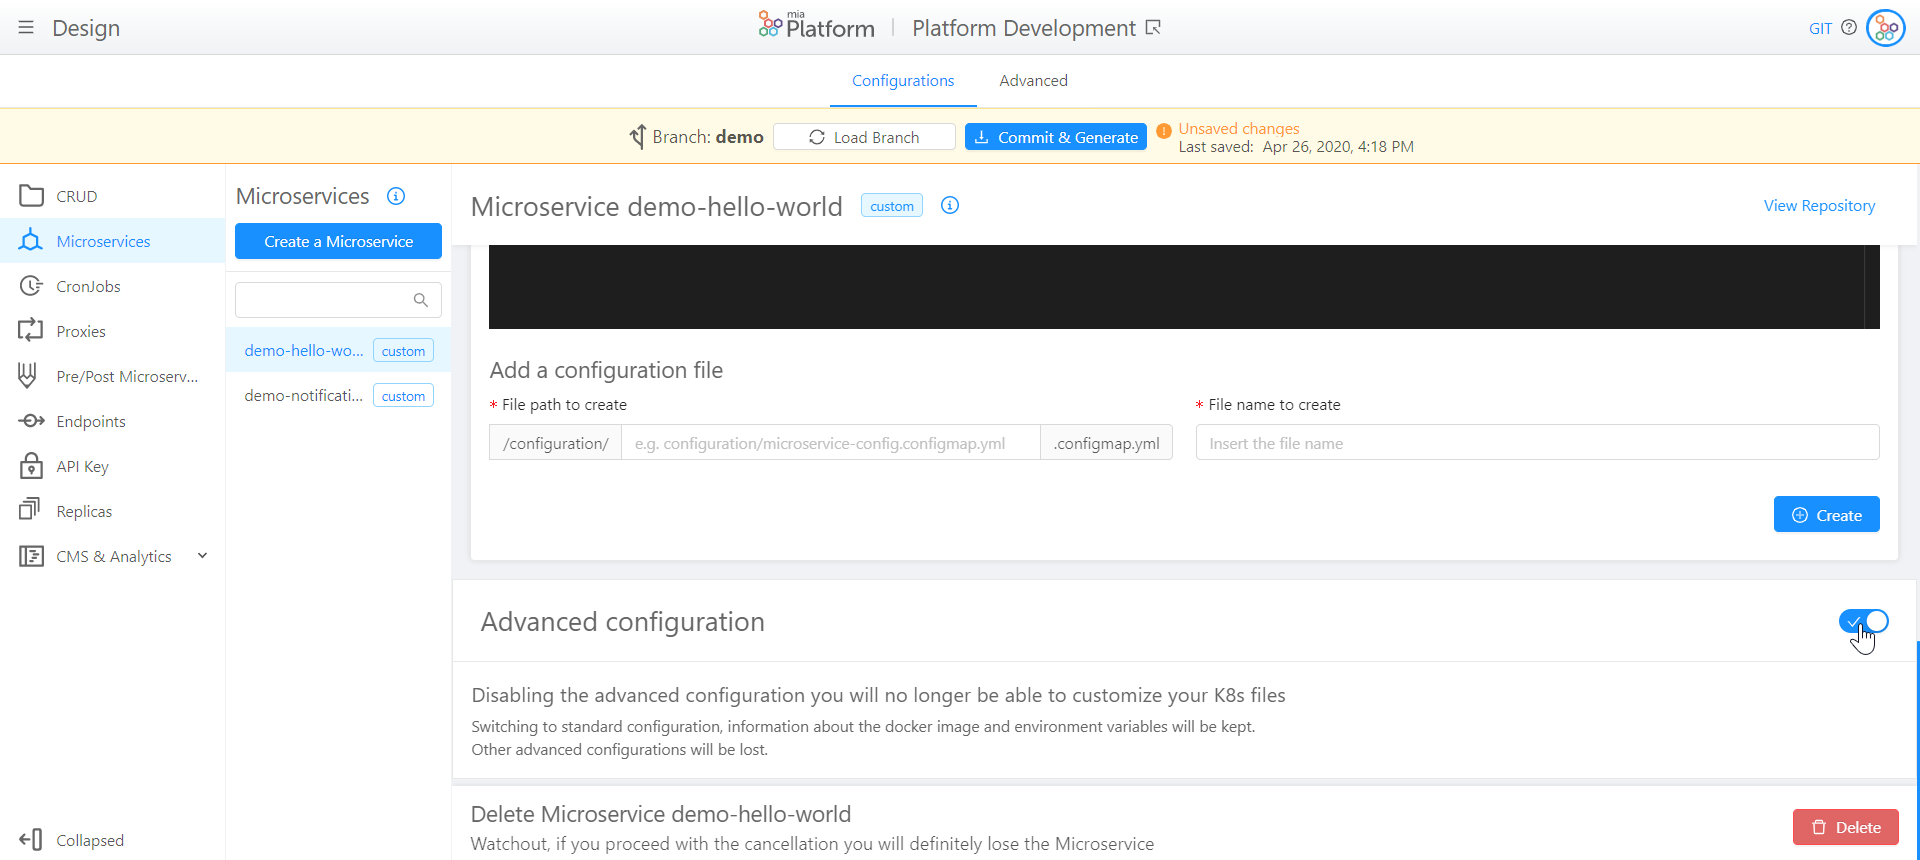 Design
mia
Platform
Platform Development
GIT
Configurations
Advanced
Branch: demo
Load Branch
Commit & Generate
Unsaved changes
Last saved: Apr 26, 2020, 4:18 PM
CRUD
Microservices
CronJobs
Proxies
Pre/Post Microserv...
Endpoints
API Key
Replicas
CMS & Analytics
Collapsed
Microservices
Create a Microservice
demo-hello-wo... custom
demo-notificati... custom
Microservice demo-hello-world custom
View Repository
Add a configuration file
* File path to create
/configuration/ e.g. configuration/microservice-config.configmap.yml .configmap.yml
* File name to create
Insert the file name
Create
Advanced configuration
Disabling the advanced configuration you will no longer be able to customize your K8s files
Switching to standard configuration, information about the docker image and environment variables will be kept.
Other advanced configurations will be lost.
Delete Microservice demo-hello-world
Watchout, if you proceed with the cancellation you will definitely lose the Microservice
Delete